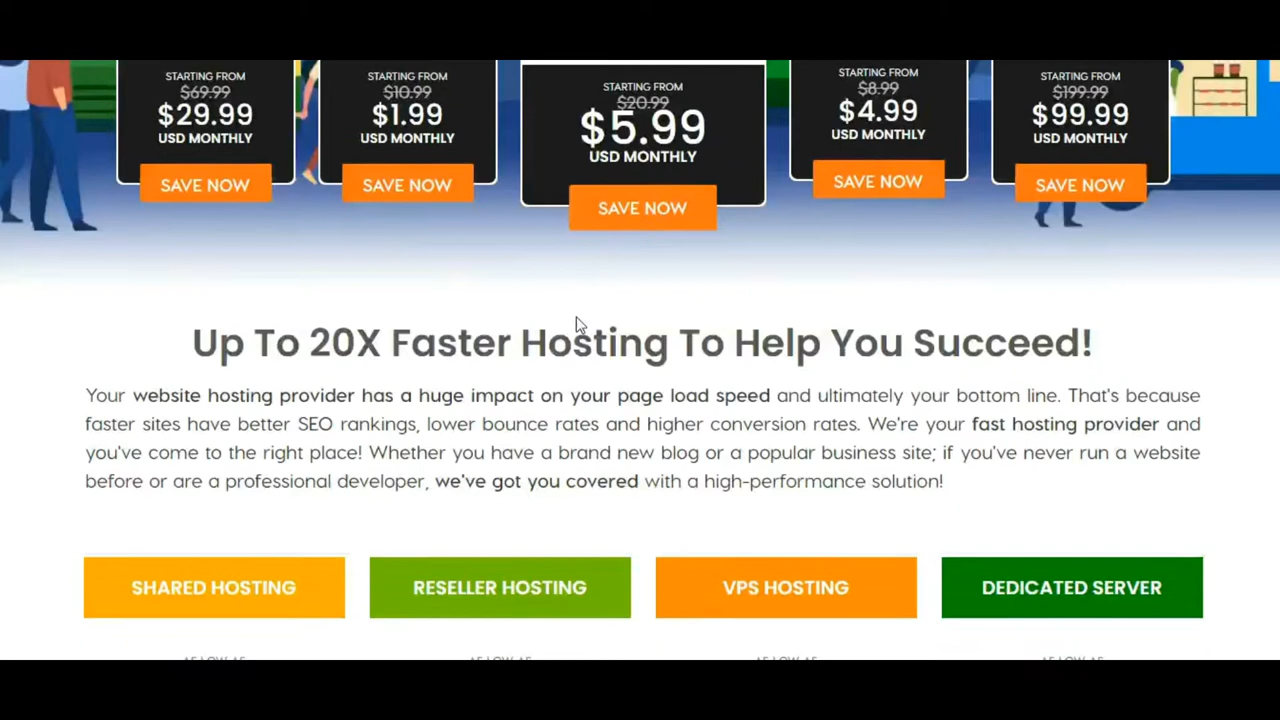 STARTING FROM
$69.99
$29.99
USD MONTHLY
SAVE NOW
STARTING FROM
$10.99
$1.99
USD MONTHLY
SAVE NOW
STARTING FROM
$20.99
$5.99
USD MONTHLY
SAVE NOW
STARTING FROM
$8.99
$4.99
USD MONTHLY
SAVE NOW
STARTING FROM
$199.99
$99.99
USD MONTHLY
SAVE NOW
Up To 20X Faster Hosting To Help You Succeed!
Your website hosting provider has a huge impact on your page load speed and ultimately your bottom line. That's because
faster sites have better SEO rankings, lower bounce rates and higher conversion rates. We're your fast hosting provider and
you've come to the right place! Whether you have a brand new blog or a popular business site; if you've never run a website
before or are a professional developer, we've got you covered with a high-performance solution!
SHARED HOSTING
RESELLER HOSTING
VPS HOSTING
DEDICATED SERVER